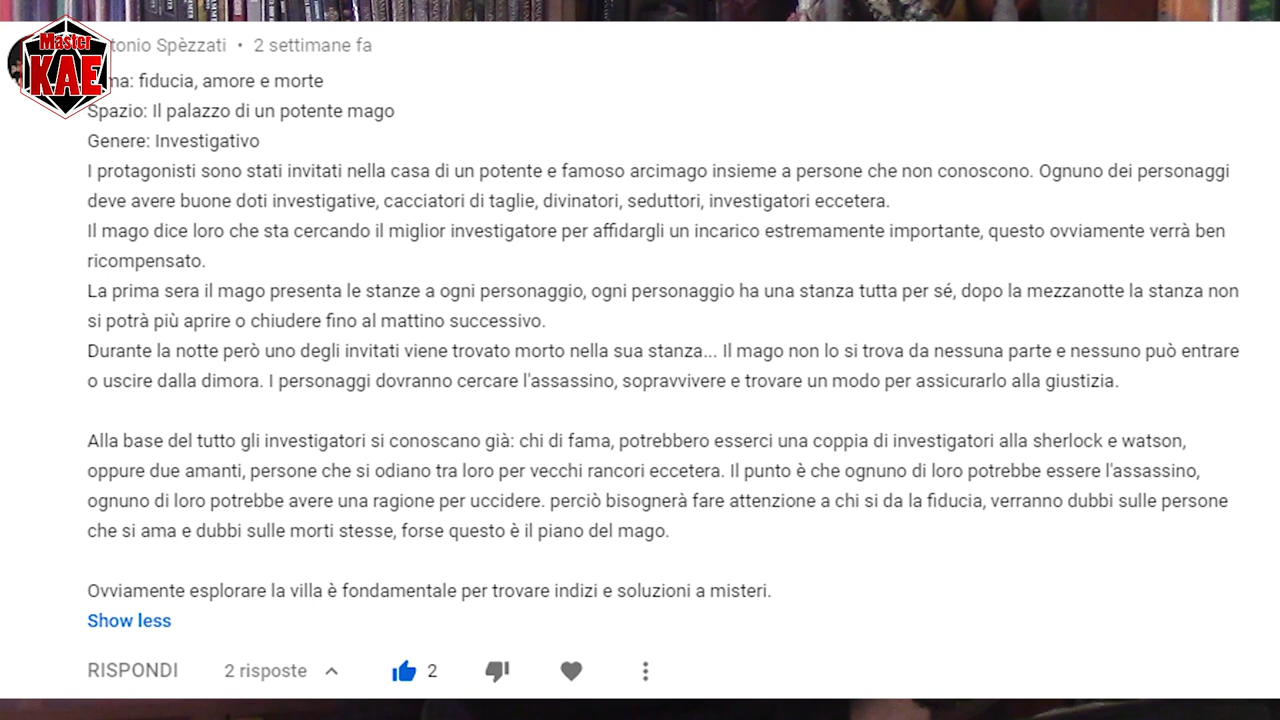 Master
KAE
tonio Spèzzati • 2 settimane fa
ma: fiducia, amore e morte
Spazio: Il palazzo di un potente mago
Genere: Investigativo
I protagonisti sono stati invitati nella casa di un potente e famoso arcimago insieme a persone che non conoscono. Ognuno dei personaggi
deve avere buone doti investigative, cacciatori di taglie, divinatori, seduttori, investigatori eccetera.
Il mago dice loro che sta cercando il miglior investigatore per affidargli un incarico estremamente importante, questo ovviamente verrà ben
ricompensato.
La prima sera il mago presenta le stanze a ogni personaggio, ogni personaggio ha una stanza tutta per sé, dopo la mezzanotte la stanza non
si potrà più aprire o chiudere fino al mattino successivo.
Durante la notte però uno degli invitati viene trovato morto nella sua stanza... Il mago non lo si trova da nessuna parte e nessuno può entrare
o uscire dalla dimora. I personaggi dovranno cercare l'assassino, sopravvivere e trovare un modo per assicurarlo alla giustizia.
Alla base del tutto gli investigatori si conoscano già: chi di fama, potrebbero esserci una coppia di investigatori alla sherlock e watson,
oppure due amanti, persone che si odiano tra loro per vecchi rancori eccetera. Il punto è che ognuno di loro potrebbe essere l'assassino,
ognuno di loro potrebbe avere una ragione per uccidere. perciò bisognerà fare attenzione a chi si da la fiducia, verranno dubbi sulle persone
che si ama e dubbi sulle morti stesse, forse questo è il piano del mago.
Ovviamente esplorare la villa è fondamentale per trovare indizi e soluzioni a misteri.
Show less
RISPONDI 2 risposte 2